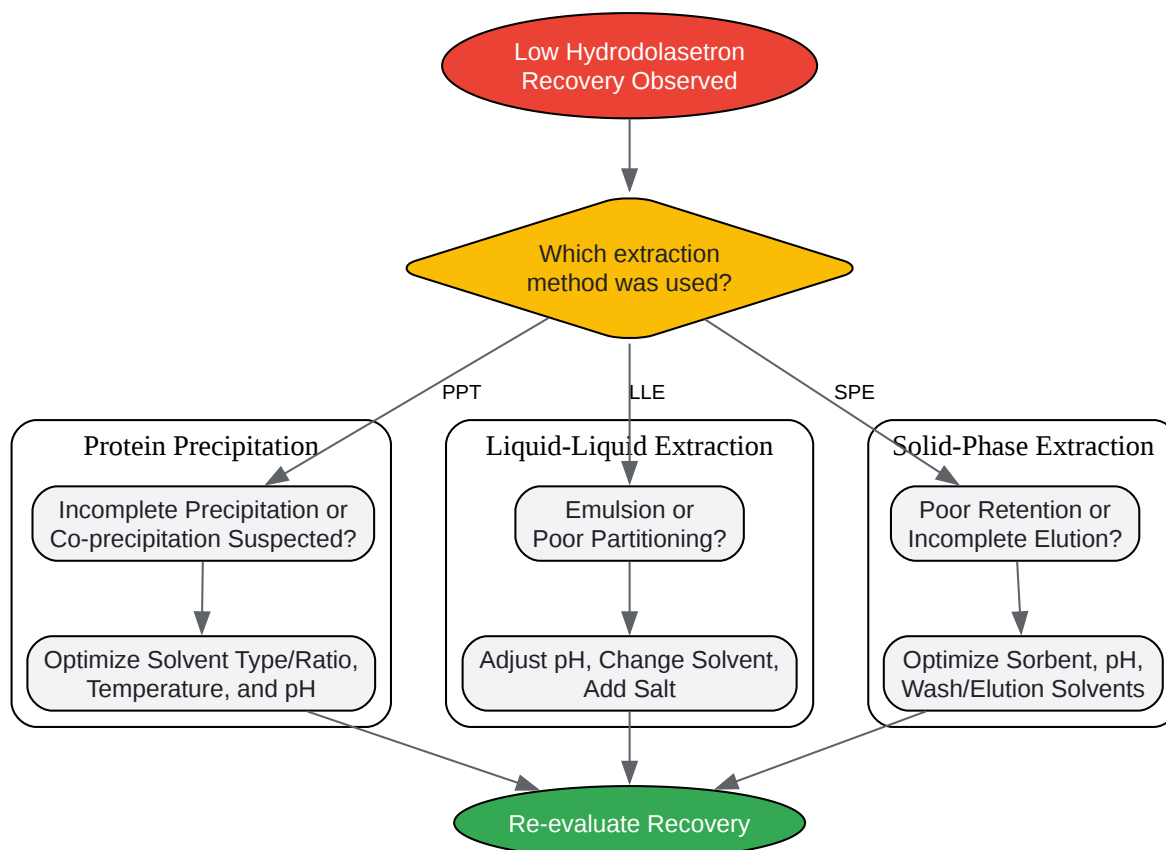 Low Hydrodolasetron
Recovery Observed
Which extraction
method was used?
PPT
LLE
SPE
Protein Precipitation
Incomplete Precipitation or
Co-precipitation Suspected?
Optimize Solvent Type/Ratio,
Temperature, and pH
Liquid-Liquid Extraction
Emulsion or
Poor Partitioning?
Adjust pH, Change Solvent,
Add Salt
Solid-Phase Extraction
Poor Retention or
Incomplete Elution?
Optimize Sorbent, pH,
Wash/Elution Solvents
Re-evaluate Recovery